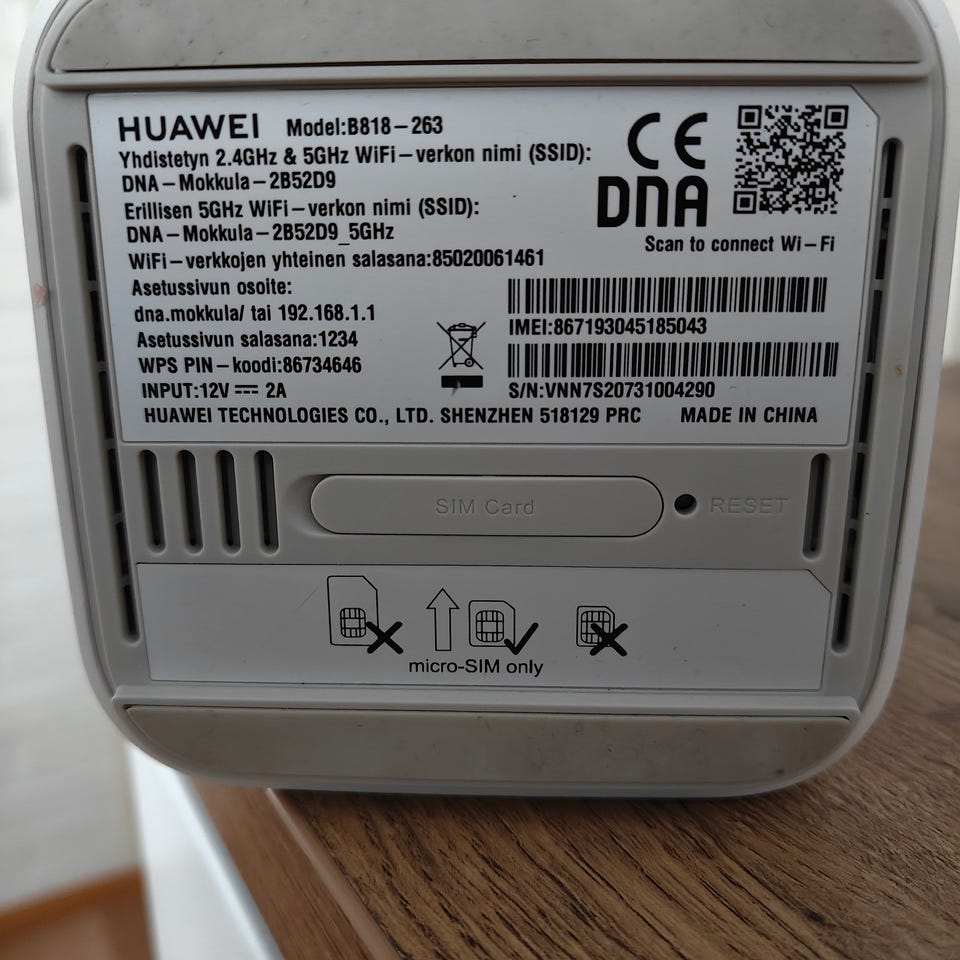 HUAWEI Model:B818-263
Yhdistetyn 2.4GHz & 5GHz WiFi-verkon nimi (SSID):
DNA-Mokkula-2B52D9
Erillisen 5GHz WiFi-verkon nimi (SSID):
DNA-Mokkula-2B52D9_5GHz
WiFi-verkkojen yhteinen salasana:85020061461
Asetussivun osoite:
dna.mokkula/ tai 192.168.1.1
Asetussivun salasana:1234
WPS PIN-koodi:86734646
INPUT:12V ⎓ 2A
HUAWEI TECHNOLOGIES CO., LTD. SHENZHEN 518129 PRC MADE IN CHINA
CE
DNA
Scan to connect Wi-Fi
IMEI:867193045185043
S/N:VNN7S20731004290
SIM Card
RESET
micro-SIM only